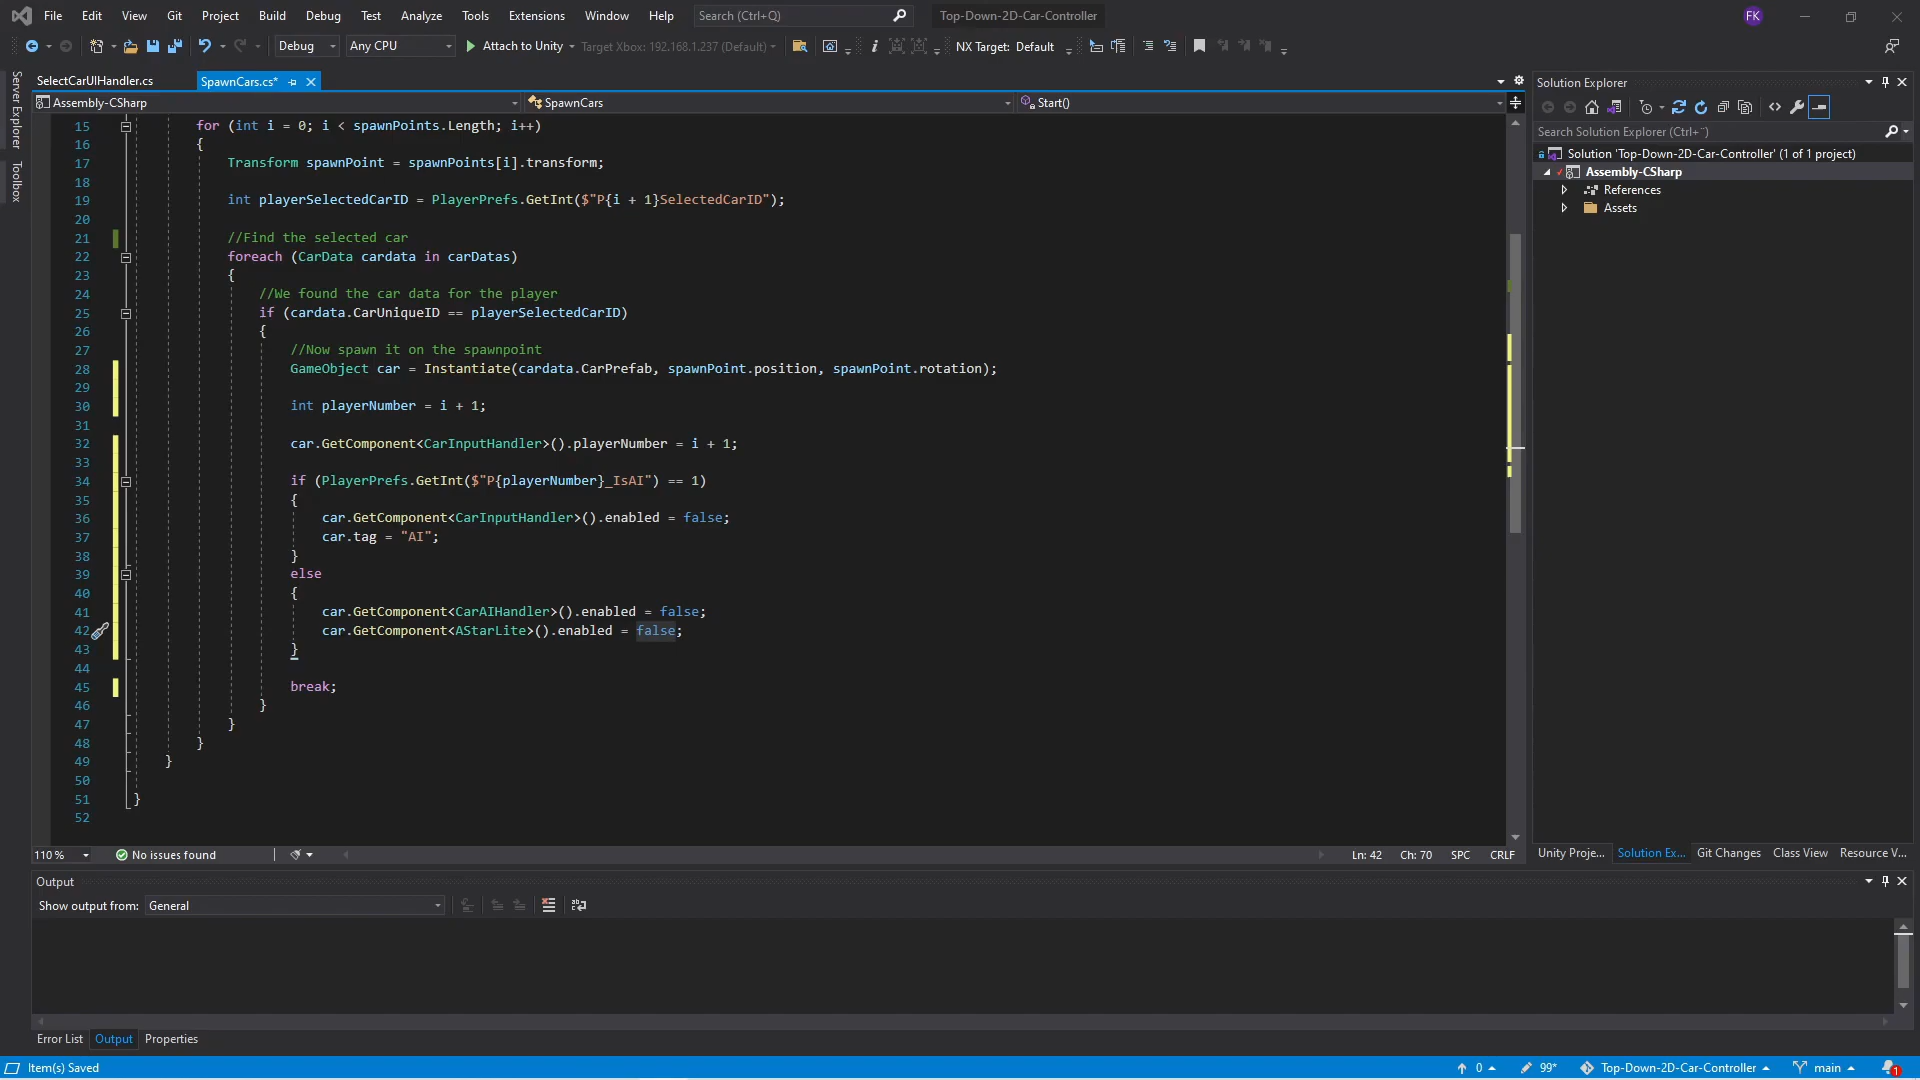 File Edit View Git Project Build Debug Test Analyze Tools Extensions Window Help Search (Ctrl+Q) Top-Down-2D-Car-Controller FK
Debug Any CPU Attach to Unity Target Xbox: 192.168.1.237 (Default) NX Target: Default
Server Explorer
Toolbox
SelectCarUIHandler.cs SpawnCars.cs*
Assembly-CSharp SpawnCars Start()
15 for (int i = 0; i < spawnPoints.Length; i++)
16 {
17 Transform spawnPoint = spawnPoints[i].transform;
18
19 int playerSelectedCarID = PlayerPrefs.GetInt($"P{i + 1}SelectedCarID");
20
21 //Find the selected car
22 foreach (CarData cardata in carDatas)
23 {
24 //We found the car data for the player
25 if (cardata.CarUniqueID == playerSelectedCarID)
26 {
27 //Now spawn it on the spawnpoint
28 GameObject car = Instantiate(cardata.CarPrefab, spawnPoint.position, spawnPoint.rotation);
29
30 int playerNumber = i + 1;
31
32 car.GetComponent<CarInputHandler>().playerNumber = i + 1;
33
34 if (PlayerPrefs.GetInt($"P{playerNumber}_IsAI") == 1)
35 {
36 car.GetComponent<CarInputHandler>().enabled = false;
37 car.tag = "AI";
38 }
39 else
40 {
41 car.GetComponent<CarAIHandler>().enabled = false;
42 car.GetComponent<AStarLite>().enabled = false;
43 }
44
45 break;
46 }
47 }
48 }
49 }
50
51 }
52
110 % No issues found Ln: 42 Ch: 70 SPC CRLF
Solution Explorer
Search Solution Explorer (Ctrl+¨)
Solution 'Top-Down-2D-Car-Controller' (1 of 1 project)
Assembly-CSharp
References
Assets
Unity Proje... Solution Ex... Git Changes Class View Resource V...
Output
Show output from: General
Error List Output Properties
Item(s) Saved 0 99* Top-Down-2D-Car-Controller main 1